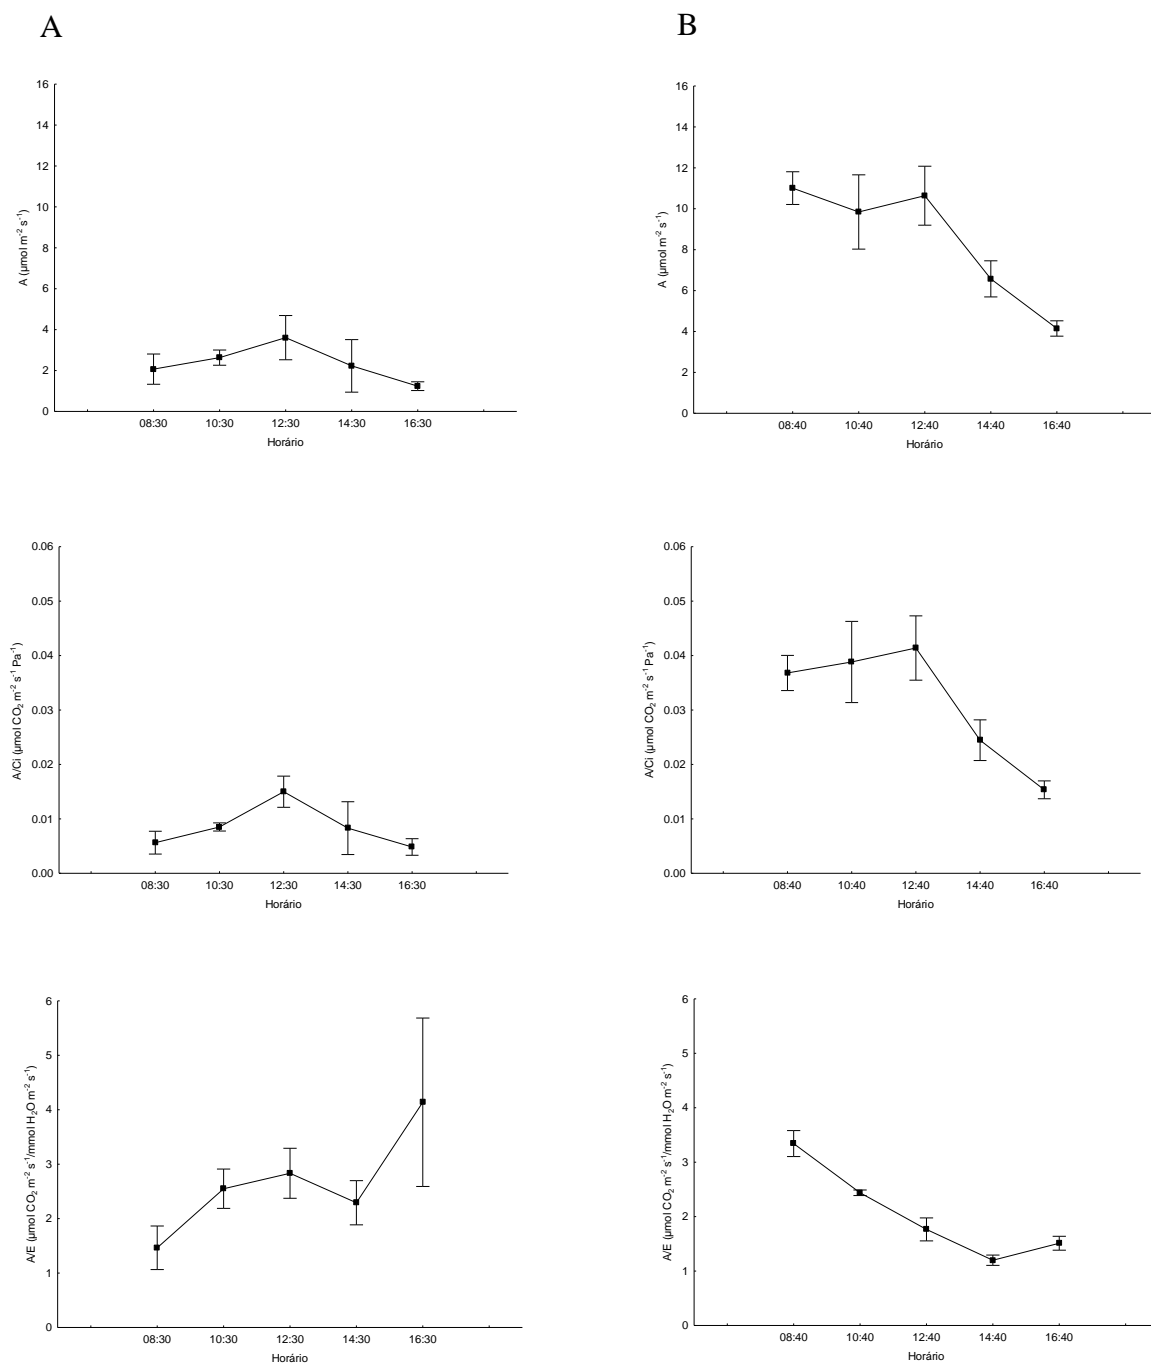 A
B
16
14
12
10
8
6
4
2
0
A (µmol m⁻² s⁻¹)
08:30 10:30 12:30 14:30 16:30
Horário
16
14
12
10
8
6
4
2
0
A (µmol m⁻² s⁻¹)
08:40 10:40 12:40 14:40 16:40
Horário
0.06
0.05
0.04
0.03
0.02
0.01
0.00
A/Ci (µmol CO₂ m⁻² s⁻¹ Pa⁻¹)
08:30 10:30 12:30 14:30 16:30
Horário
0.06
0.05
0.04
0.03
0.02
0.01
0.00
A/Ci (µmol CO₂ m⁻² s⁻¹ Pa⁻¹)
08:40 10:40 12:40 14:40 16:40
Horário
6
5
4
3
2
1
0
A/E (µmol CO₂ m⁻² s⁻¹/mmol H₂O m⁻² s⁻¹)
08:30 10:30 12:30 14:30 16:30
Horário
6
5
4
3
2
1
0
A/E (µmol CO₂ m⁻² s⁻¹/mmol H₂O m⁻² s⁻¹)
08:40 10:40 12:40 14:40 16:40
Horário